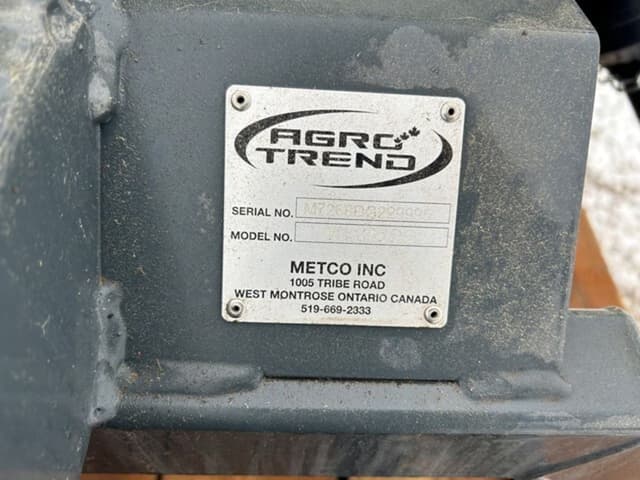 AGRO
TREND
SERIAL NO.
MODEL NO.
METCO INC
1005 TRIBE ROAD
WEST MONTROSE ONTARIO CANADA
519-669-2333